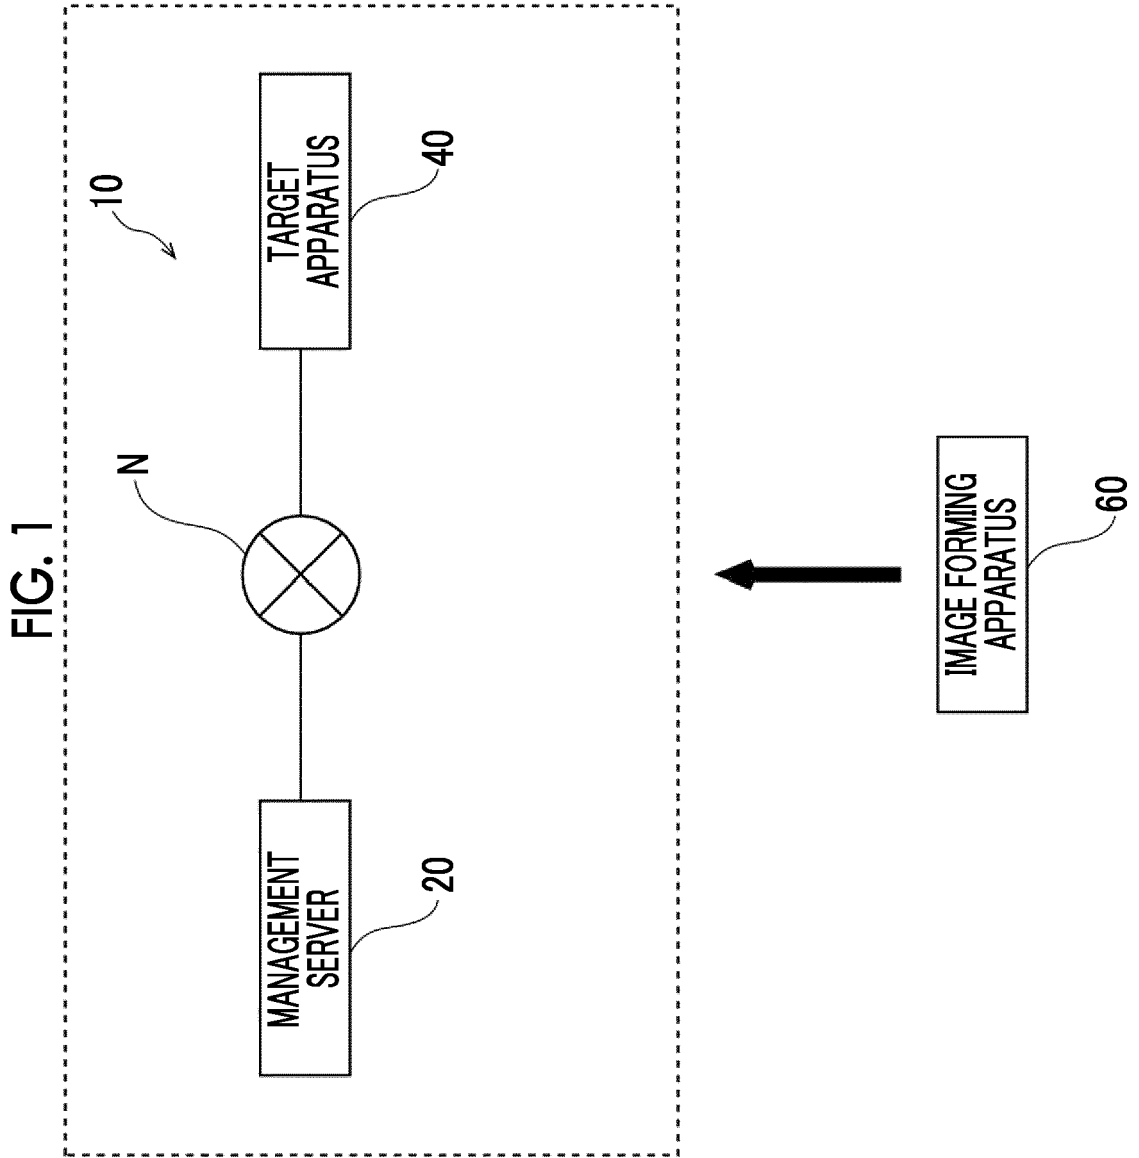 FIG. 1
10
N
MANAGEMENT
SERVER
20
TARGET
APPARATUS
40
IMAGE FORMING
APPARATUS
60